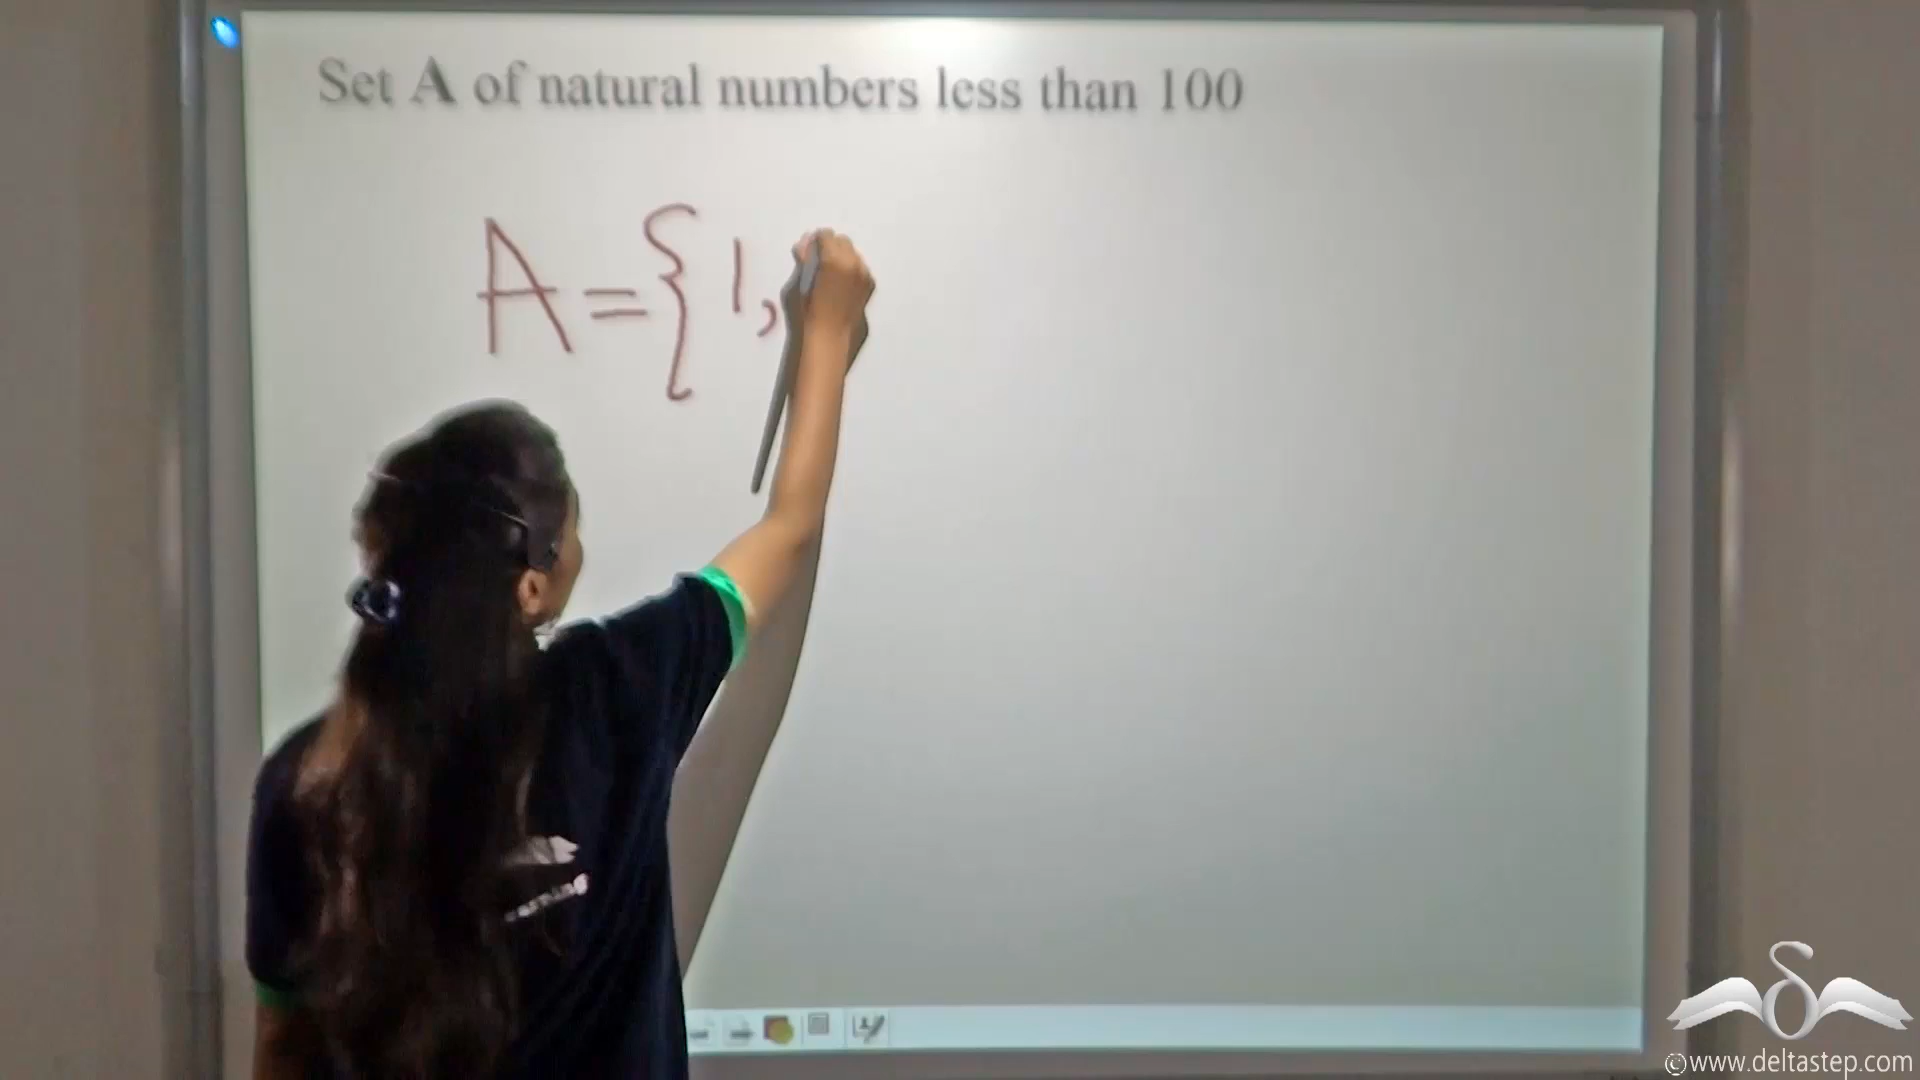 Set A of natural numbers less than 100
A = { 1,
©www.deltastep.com